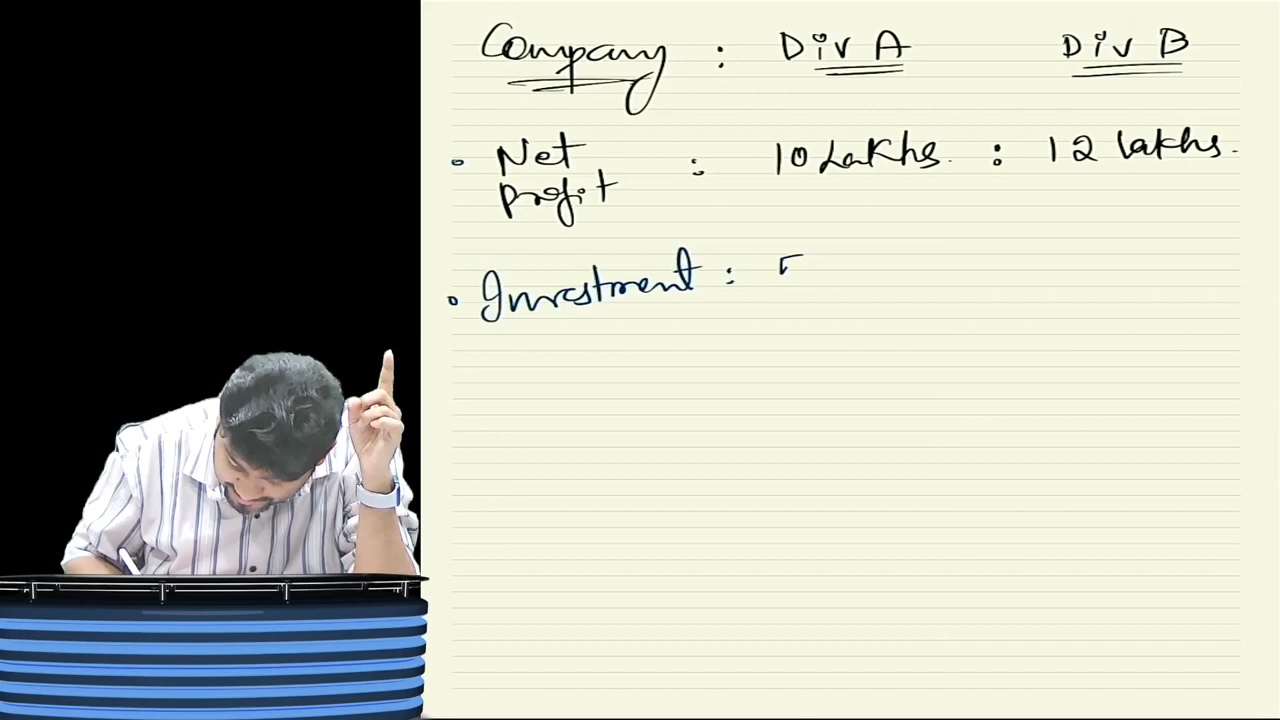 Company : Div A Div B
• Net Profit : 10 Lakhs. : 12 lakhs.
• Investment :